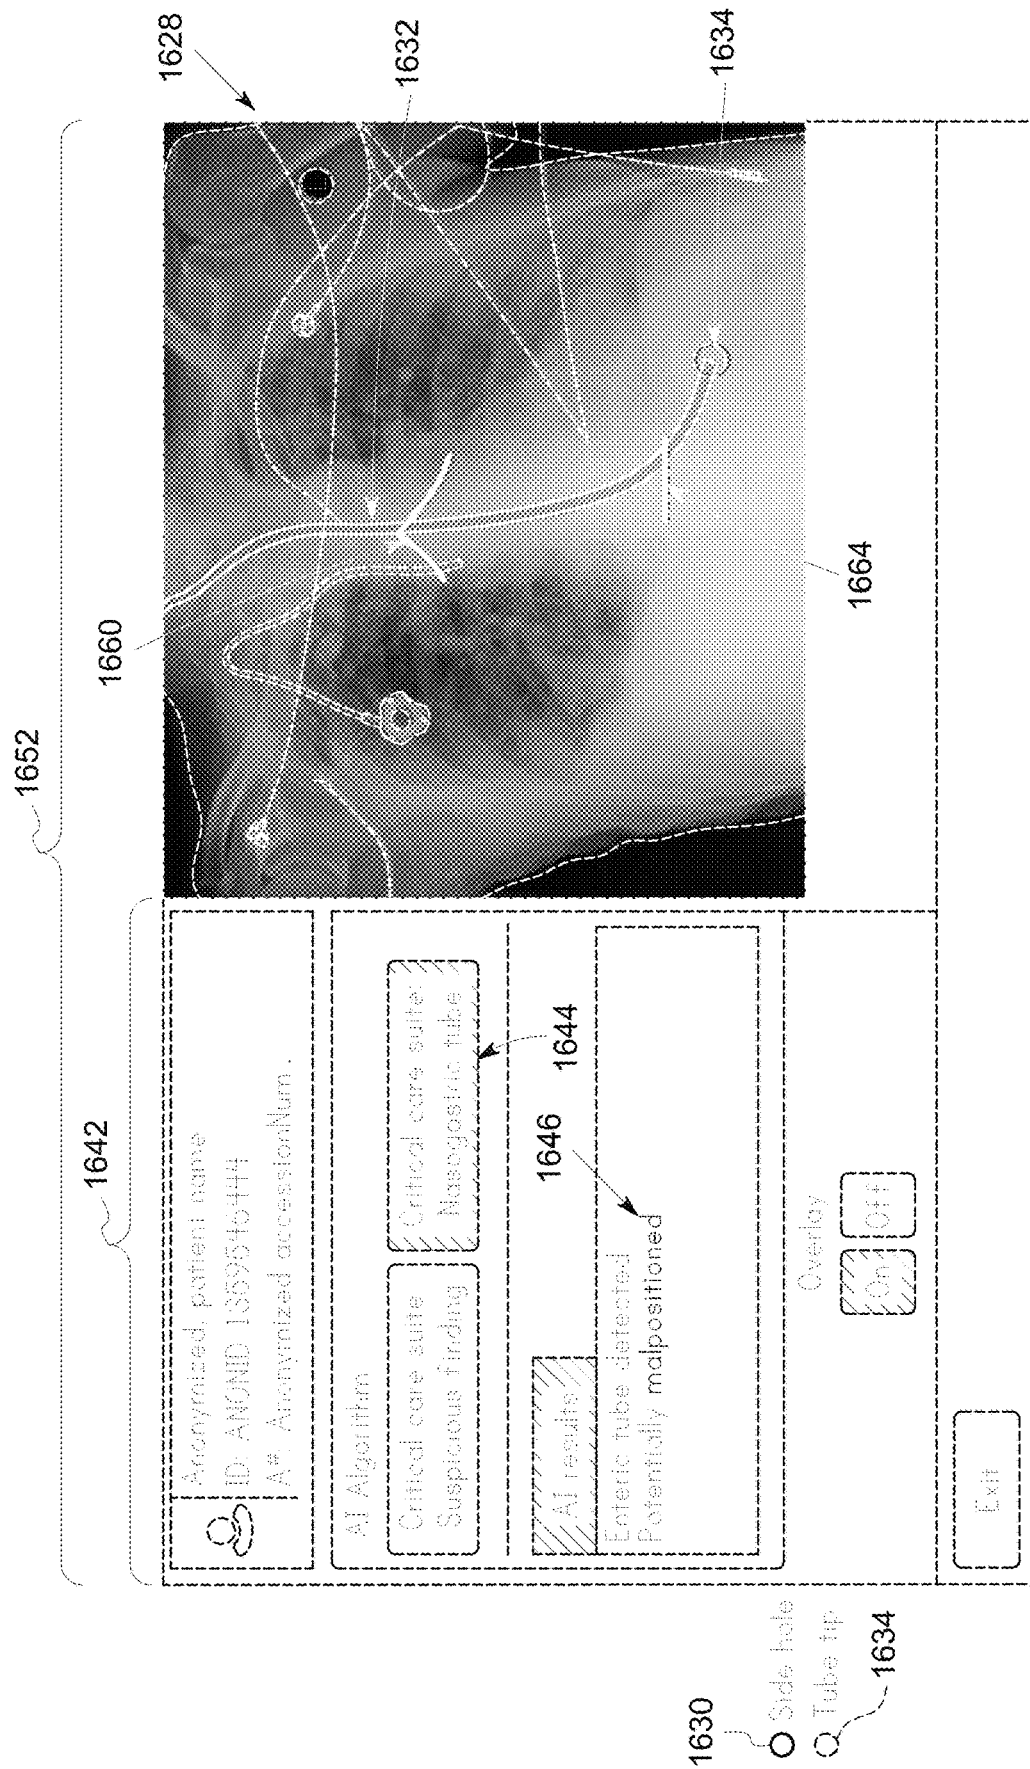 1652
1642
Anonymized, patient name
ID: ANONID 13698464444
A#: Anonymized accessionNum.
AI Algorithm
Critical care suite
Suspicious finding
Critical care suite:
Nasogastric tube
1644
AI results
1646
Enteric tube detected
Potentially malpositioned
Overlay
On
Off
Exit
1660
1628
1632
1634
1664
1630
Side hole
Tube tip
1634